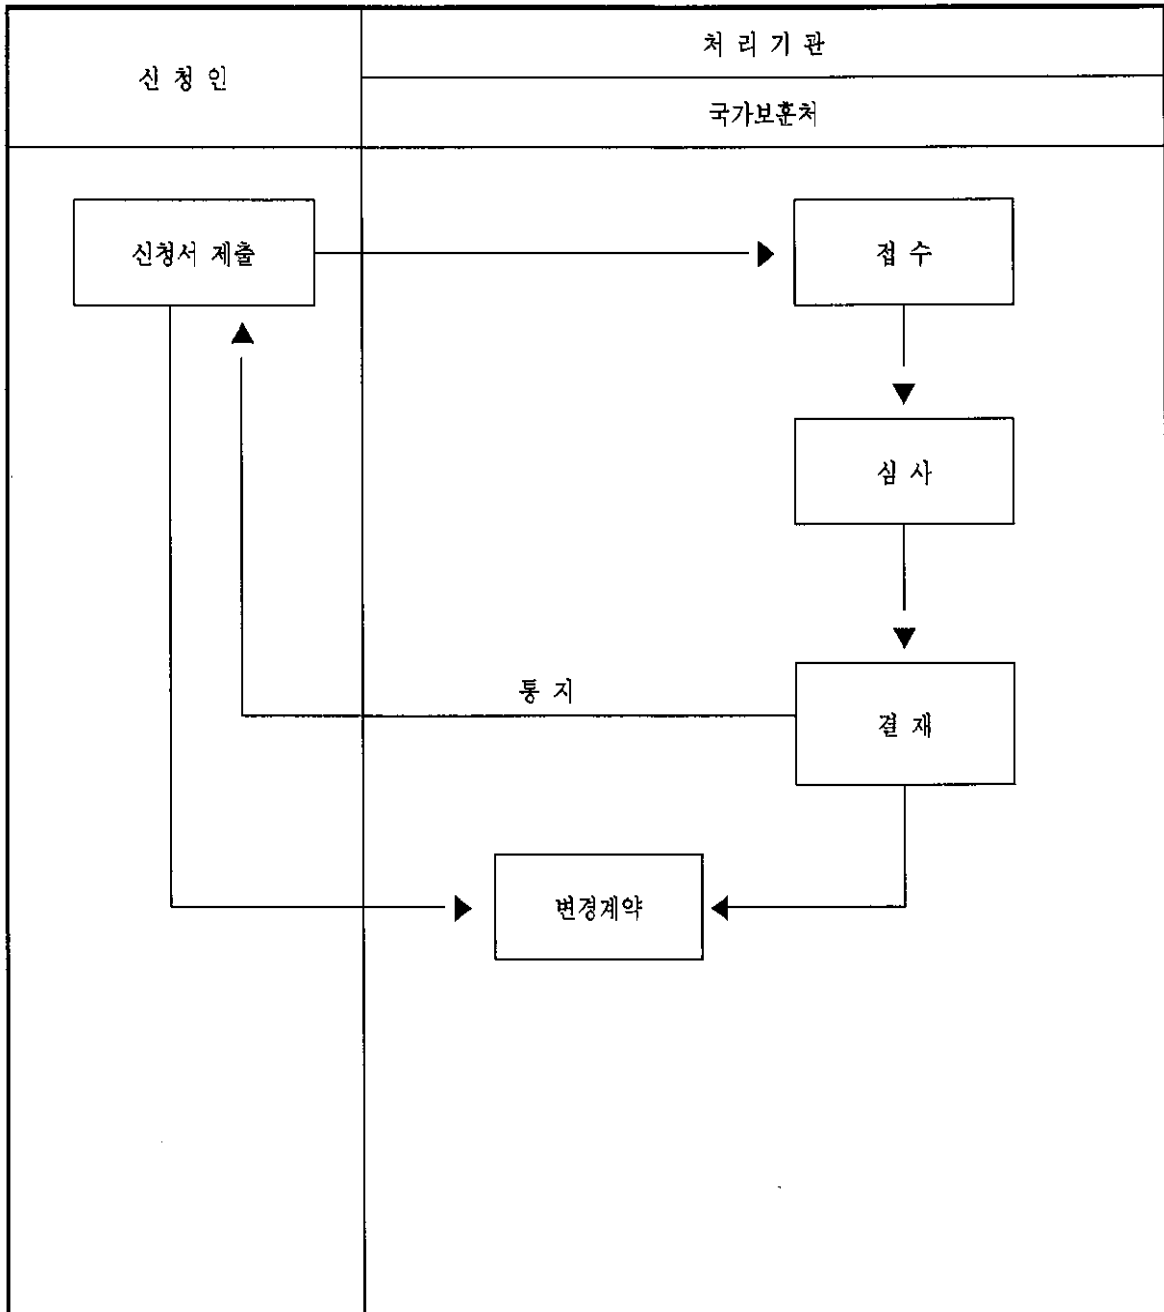 신 청 인
처 리 기 관
국가보훈처
신청서 제출
접 수
심 사
통 지
결 재
변경계약